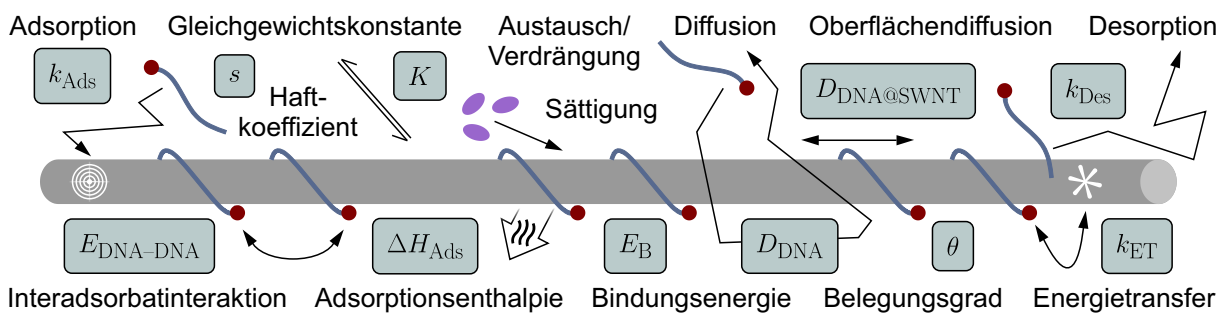 Adsorption
Gleichgewichtskonstante
Austausch/
Verdrängung
Diffusion
Oberflächendiffusion
Desorption
k_Ads
s
K
D_DNA@SWNT
k_Des
Haft-
koeffizient
Sättigung
E_DNA–DNA
ΔH_Ads
E_B
D_DNA
θ
k_ET
Interadsorbatinteraktion
Adsorptionsenthalpie
Bindungsenergie
Belegungsgrad
Energietransfer